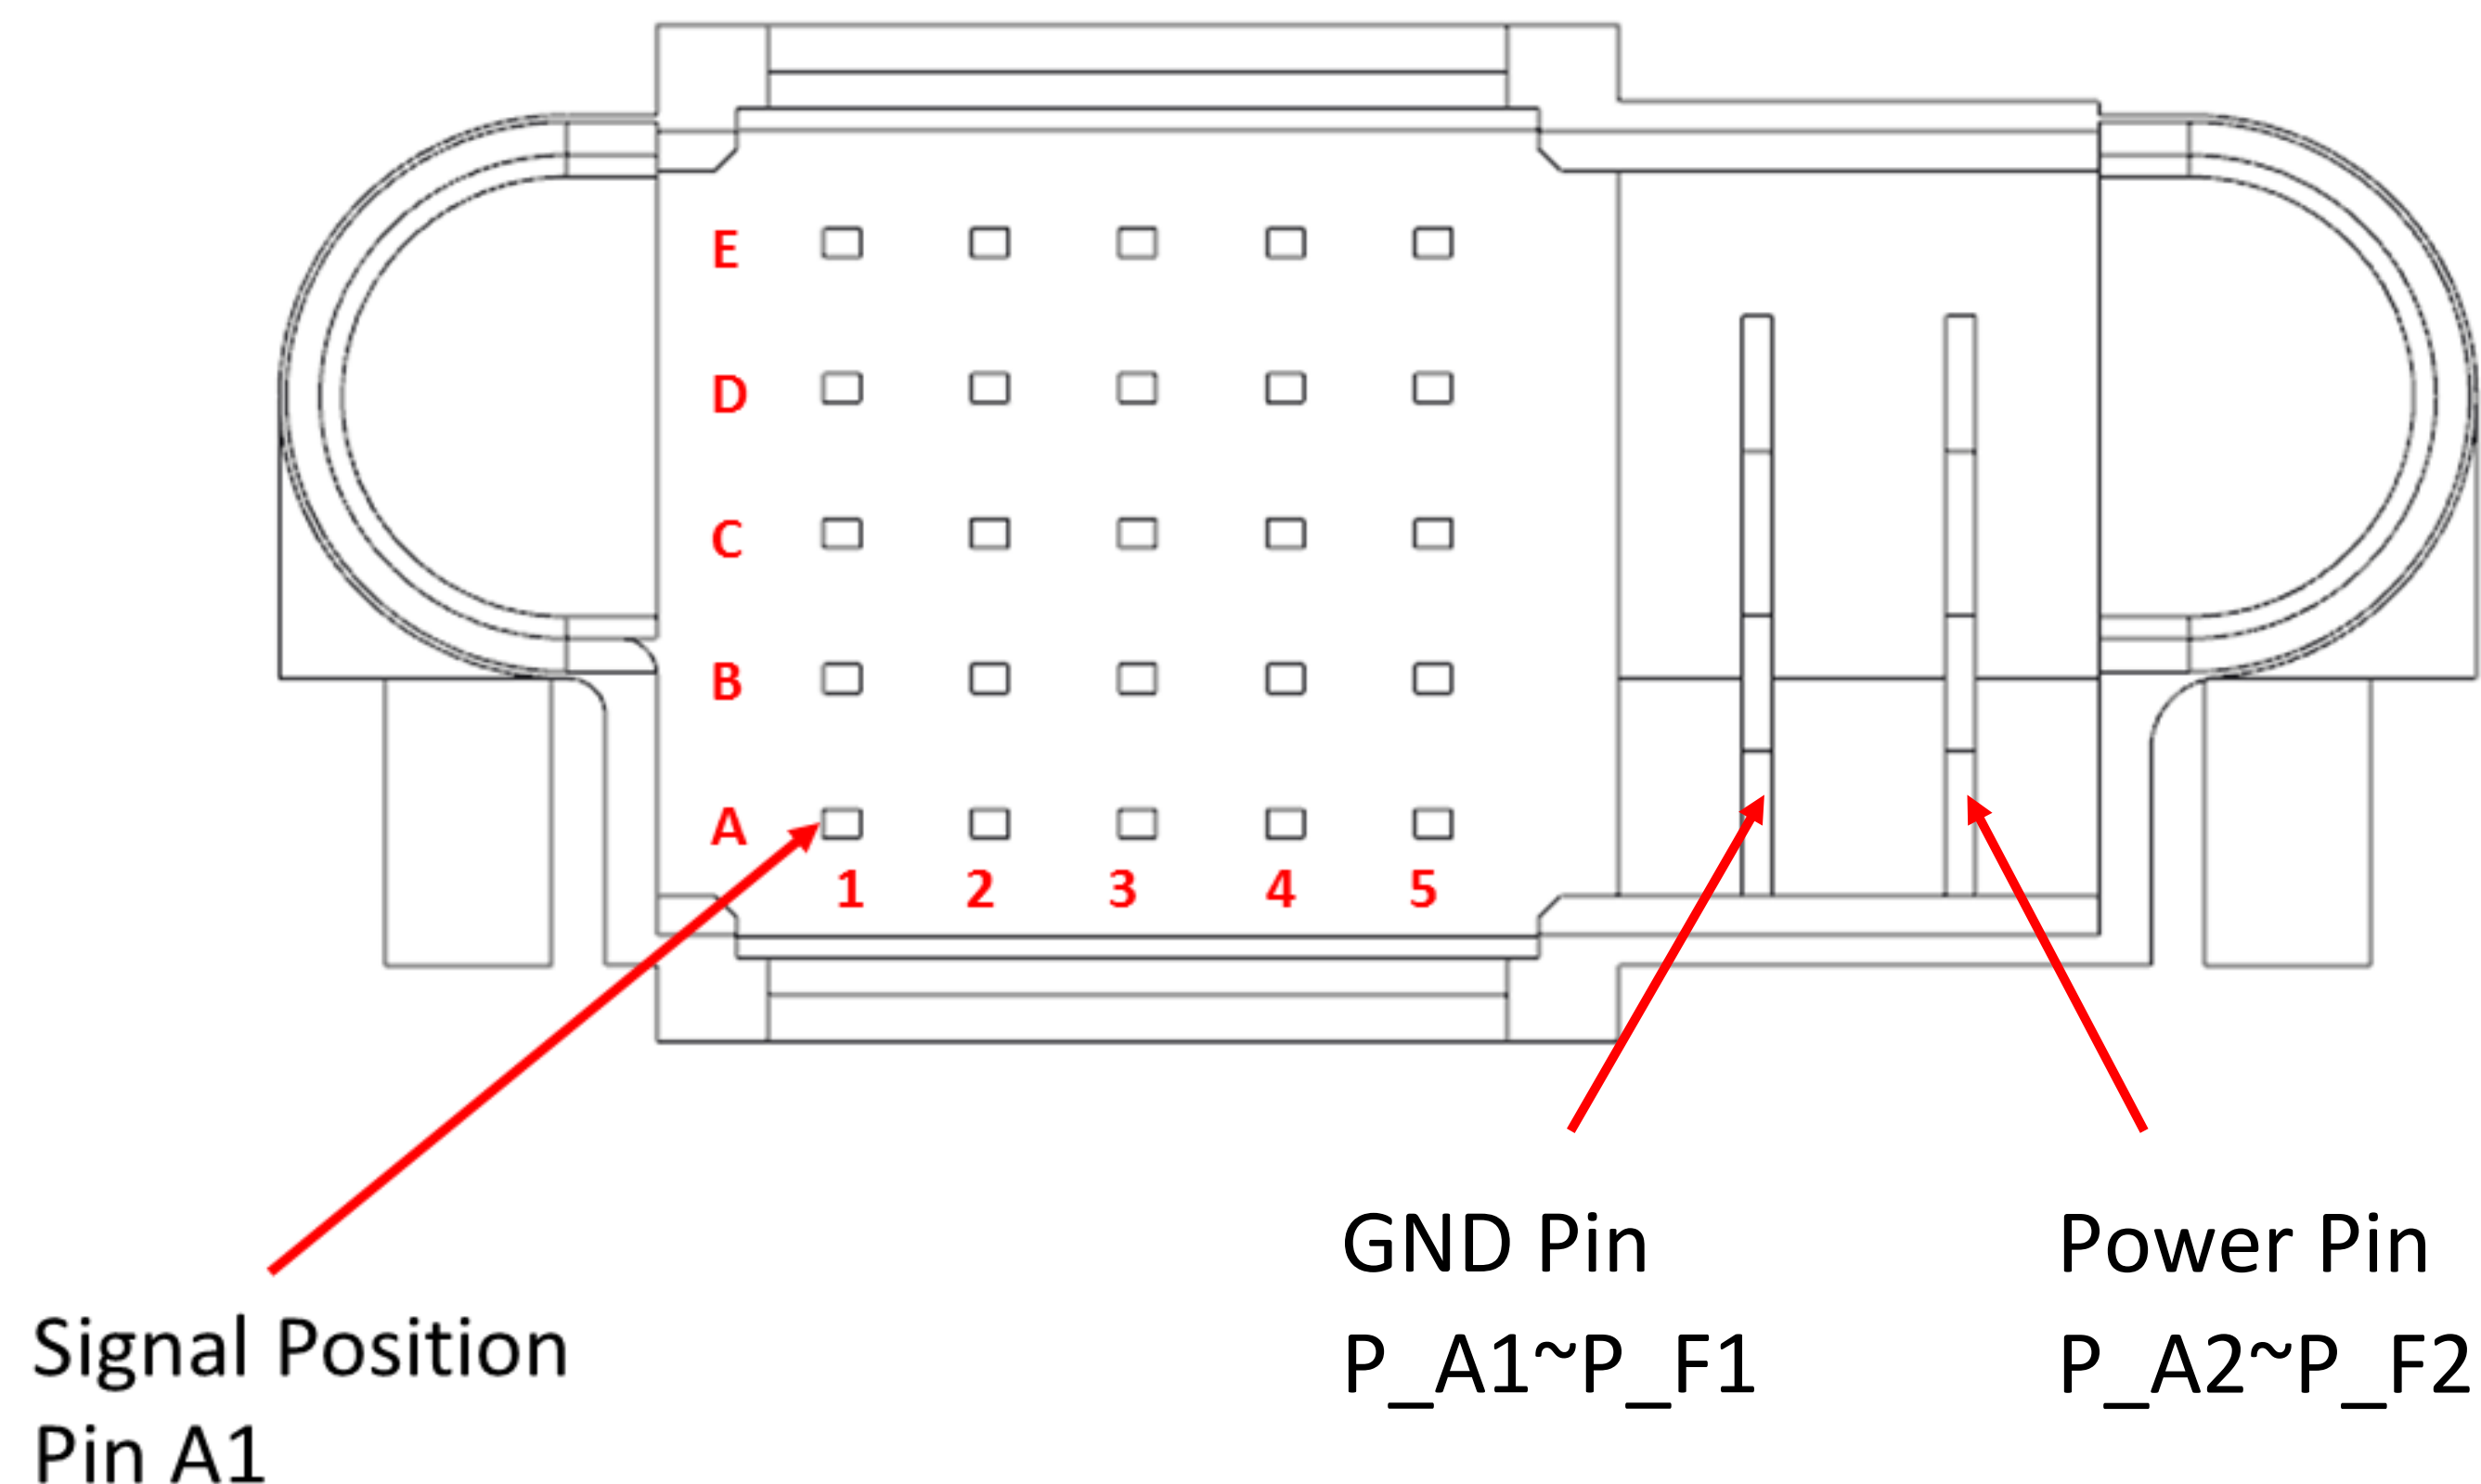 E
D
C
B
A
1 2 3 4 5
Signal Position
Pin A1
GND Pin
P_A1~P_F1
Power Pin
P_A2~P_F2